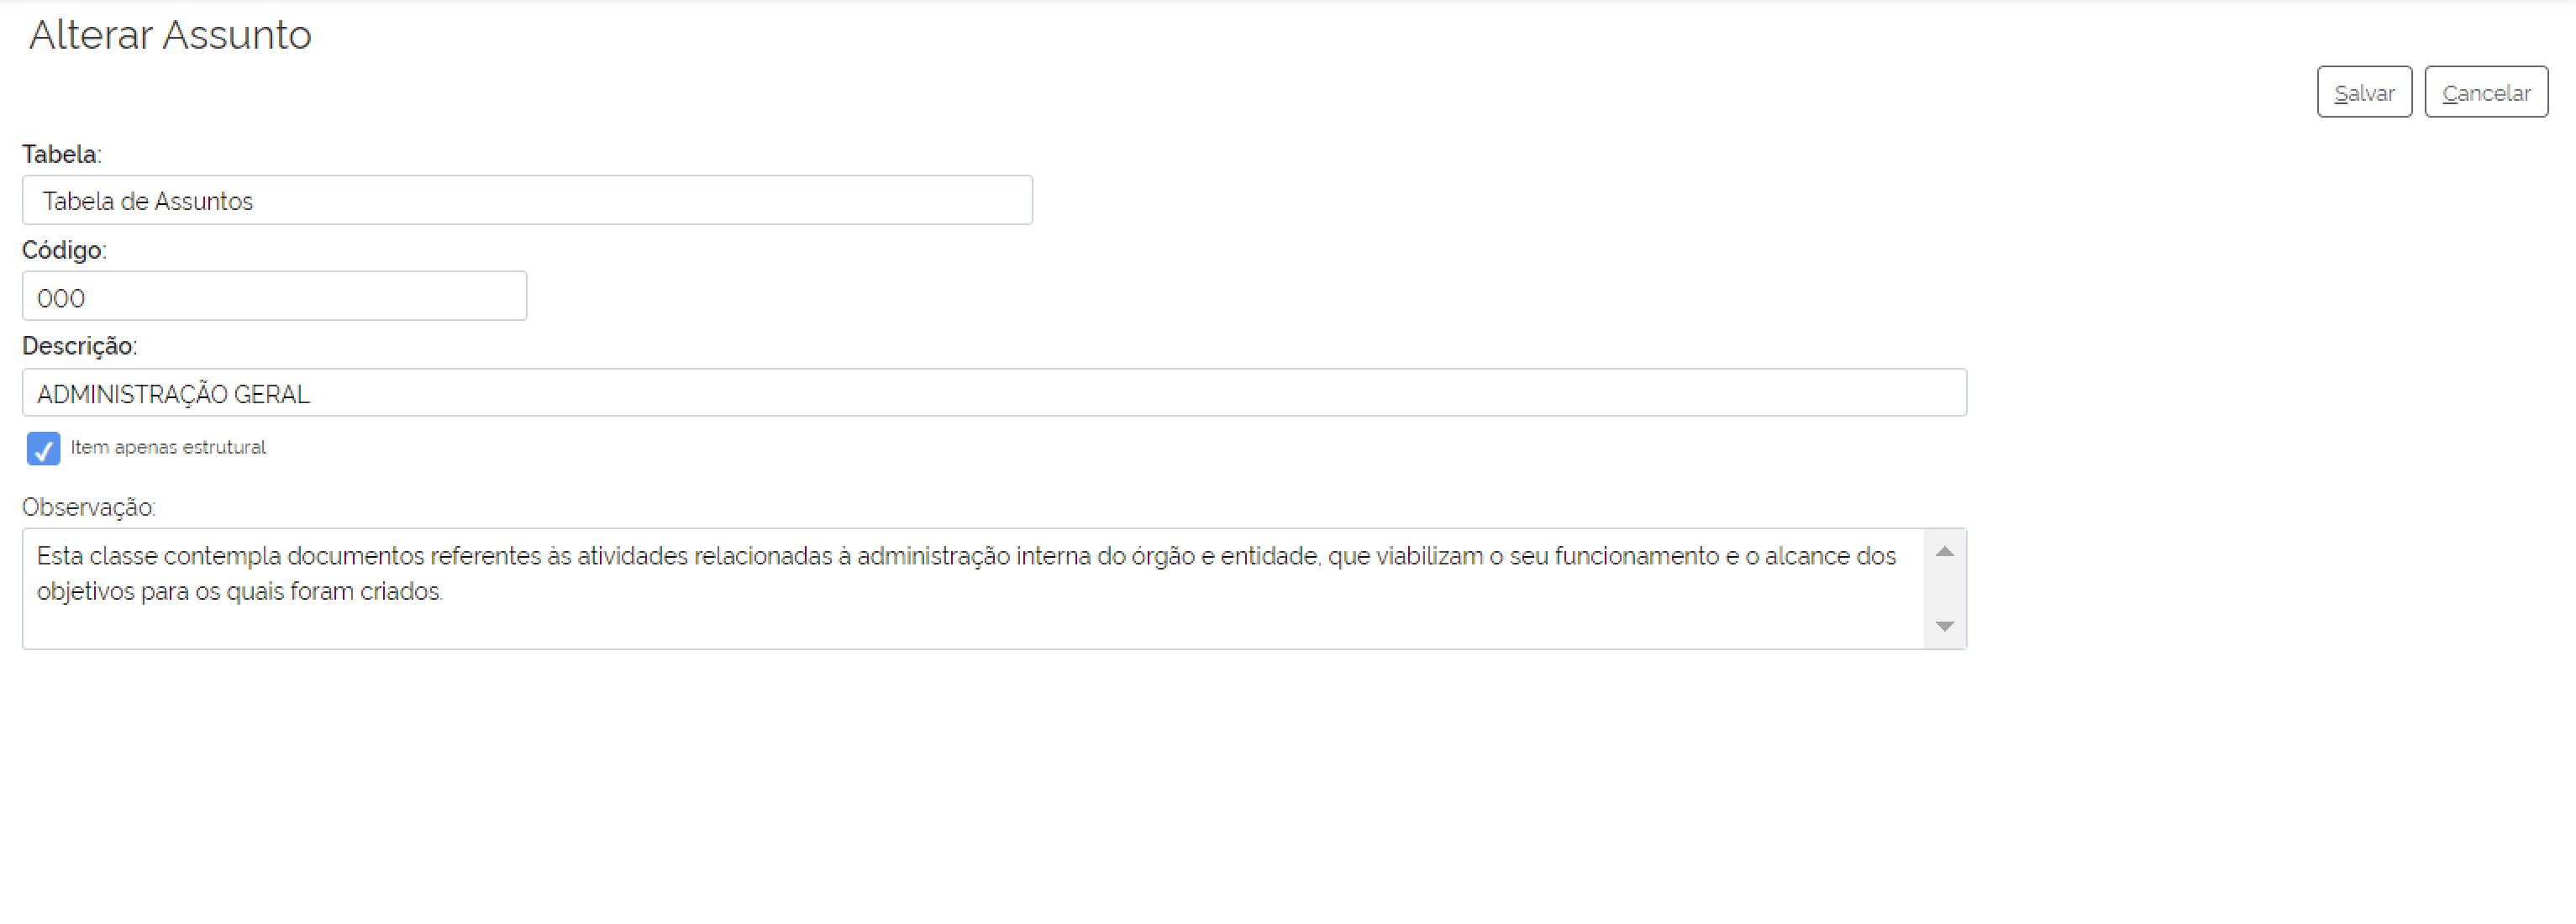 Alterar Assunto
Salvar Cancelar
Tabela:
Tabela de Assuntos
Código:
000
Descrição:
ADMINISTRAÇÃO GERAL
Item apenas estrutural
Observação:
Esta classe contempla documentos referentes às atividades relacionadas à administração interna do órgão e entidade, que viabilizam o seu funcionamento e o alcance dos
objetivos para os quais foram criados.